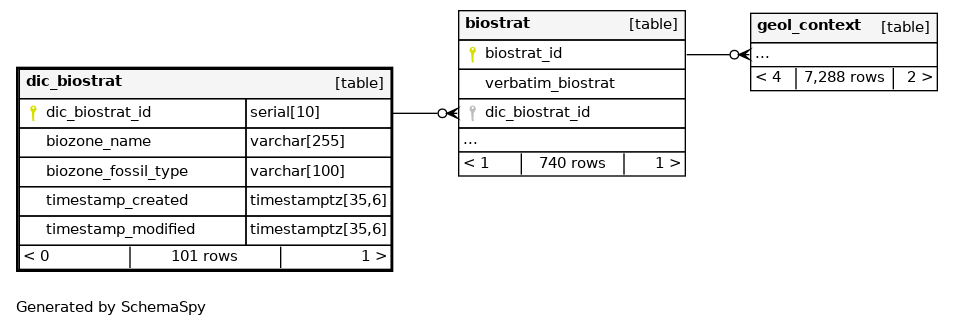 dic_biostrat [table]
dic_biostrat_id serial[10]
biozone_name varchar[255]
biozone_fossil_type varchar[100]
timestamp_created timestamptz[35,6]
timestamp_modified timestamptz[35,6]
< 0 101 rows 1 >
biostrat [table]
biostrat_id
verbatim_biostrat
dic_biostrat_id
...
< 1 740 rows 1 >
geol_context [table]
...
< 4 7,288 rows 2 >
Generated by SchemaSpy